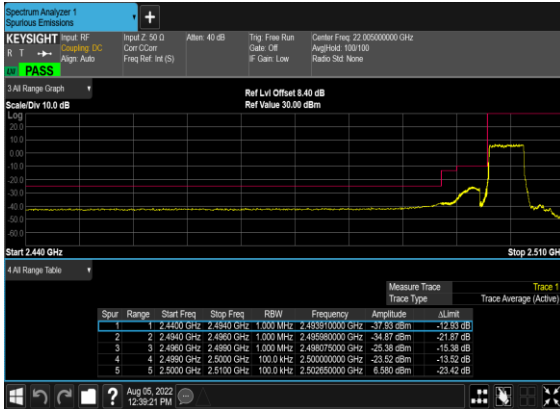 Spectrum Analyzer 1
Spurious Emissions
+
KEYSIGHT Input: RF Input Z: 50 Ω Atten: 40 dB Trig: Free Run Center Freq: 22.005000000 GHz
R T Coupling: DC Corr CCorr Gate: Off Avg|Hold: 100/100
Align: Auto Freq Ref: Int (S) IF Gain: Low Radio Std: None
PASS
3 All Range Graph Ref Lvl Offset 8.40 dB
Scale/Div 10.0 dB Ref Value 30.00 dBm
Log
20.0
10.0
0.00
-10.0
-20.0
-30.0
-40.0
-50.0
-60.0
Start 2.440 GHz Stop 2.510 GH
4 All Range Table
Measure Trace Trace 1
Trace Type Trace Average (Active)
Spur Range Start Freq Stop Freq RBW Frequency Amplitude ΔLimit
1 1 2.4400 GHz 2.4940 GHz 1.000 MHz 2.493910000 GHz -37.93 dBm -12.93 dB
2 2 2.4940 GHz 2.4960 GHz 1.000 MHz 2.495980000 GHz -34.87 dBm -21.87 dB
3 3 2.4960 GHz 2.4990 GHz 1.000 MHz 2.498075000 GHz -25.38 dBm -15.38 dB
4 4 2.4990 GHz 2.5000 GHz 100.0 kHz 2.500000000 GHz -23.52 dBm -13.52 dB
5 5 2.5000 GHz 2.5100 GHz 100.0 kHz 2.502650000 GHz 6.580 dBm -23.42 dB
? Aug 05, 2022
12:39:21 PM